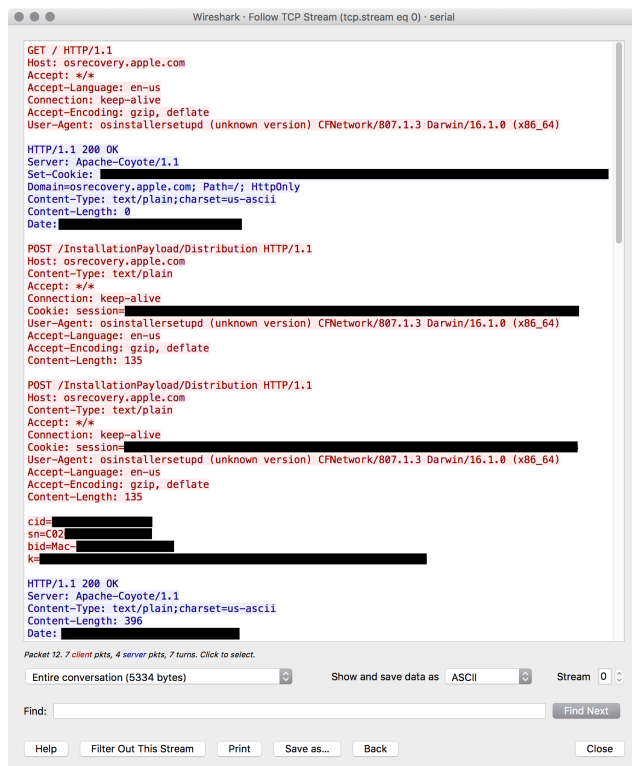 Wireshark · Follow TCP Stream (tcp.stream eq 0) · serial
GET / HTTP/1.1
Host: osrecovery.apple.com
Accept: */*
Accept-Language: en-us
Connection: keep-alive
Accept-Encoding: gzip, deflate
User-Agent: osinstallersetupd (unknown version) CFNetwork/807.1.3 Darwin/16.1.0 (x86_64)
HTTP/1.1 200 OK
Server: Apache-Coyote/1.1
Set-Cookie:
Domain=osrecovery.apple.com; Path=/; HttpOnly
Content-Type: text/plain;charset=us-ascii
Content-Length: 0
Date:
POST /InstallationPayload/Distribution HTTP/1.1
Host: osrecovery.apple.com
Content-Type: text/plain
Accept: */*
Connection: keep-alive
Cookie: session=
User-Agent: osinstallersetupd (unknown version) CFNetwork/807.1.3 Darwin/16.1.0 (x86_64)
Accept-Language: en-us
Accept-Encoding: gzip, deflate
Content-Length: 135
POST /InstallationPayload/Distribution HTTP/1.1
Host: osrecovery.apple.com
Content-Type: text/plain
Accept: */*
Connection: keep-alive
Cookie: session=
User-Agent: osinstallersetupd (unknown version) CFNetwork/807.1.3 Darwin/16.1.0 (x86_64)
Accept-Language: en-us
Accept-Encoding: gzip, deflate
Content-Length: 135
cid=
sn=C02
bid=Mac-
k=
HTTP/1.1 200 OK
Server: Apache-Coyote/1.1
Content-Type: text/plain;charset=us-ascii
Content-Length: 396
Date:
Packet 12. 7 client pkts, 4 server pkts, 7 turns. Click to select.
Entire conversation (5334 bytes) Show and save data as ASCII Stream 0
Find: Find Next
Help Filter Out This Stream Print Save as... Back Close